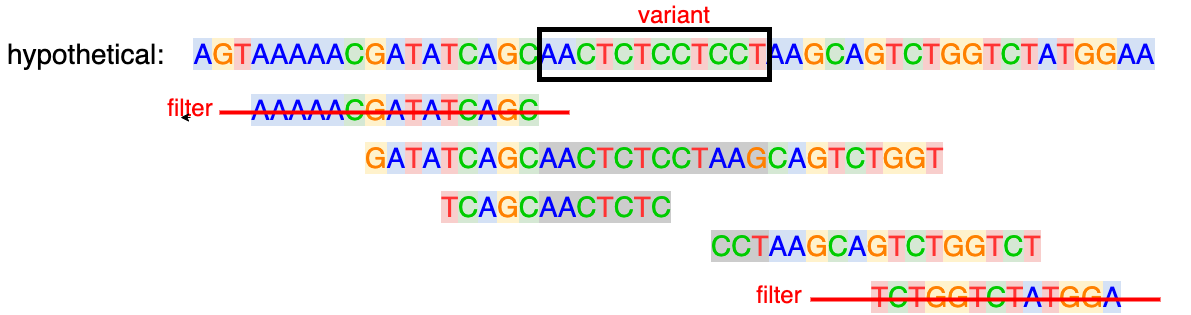 variant
hypothetical: AGTAAAAACGATATCAGCAACTCTCCTCCTAAGCAGTCTGGTCTATGGAA
filter AAAAACGATATCAGC
GATATCAGCAACTCTCCTAAGCAGTCTGGT
TCAGCAACTCTC
CCTAAGCAGTCTGGTCT
filter TCTGGTCTATGGA